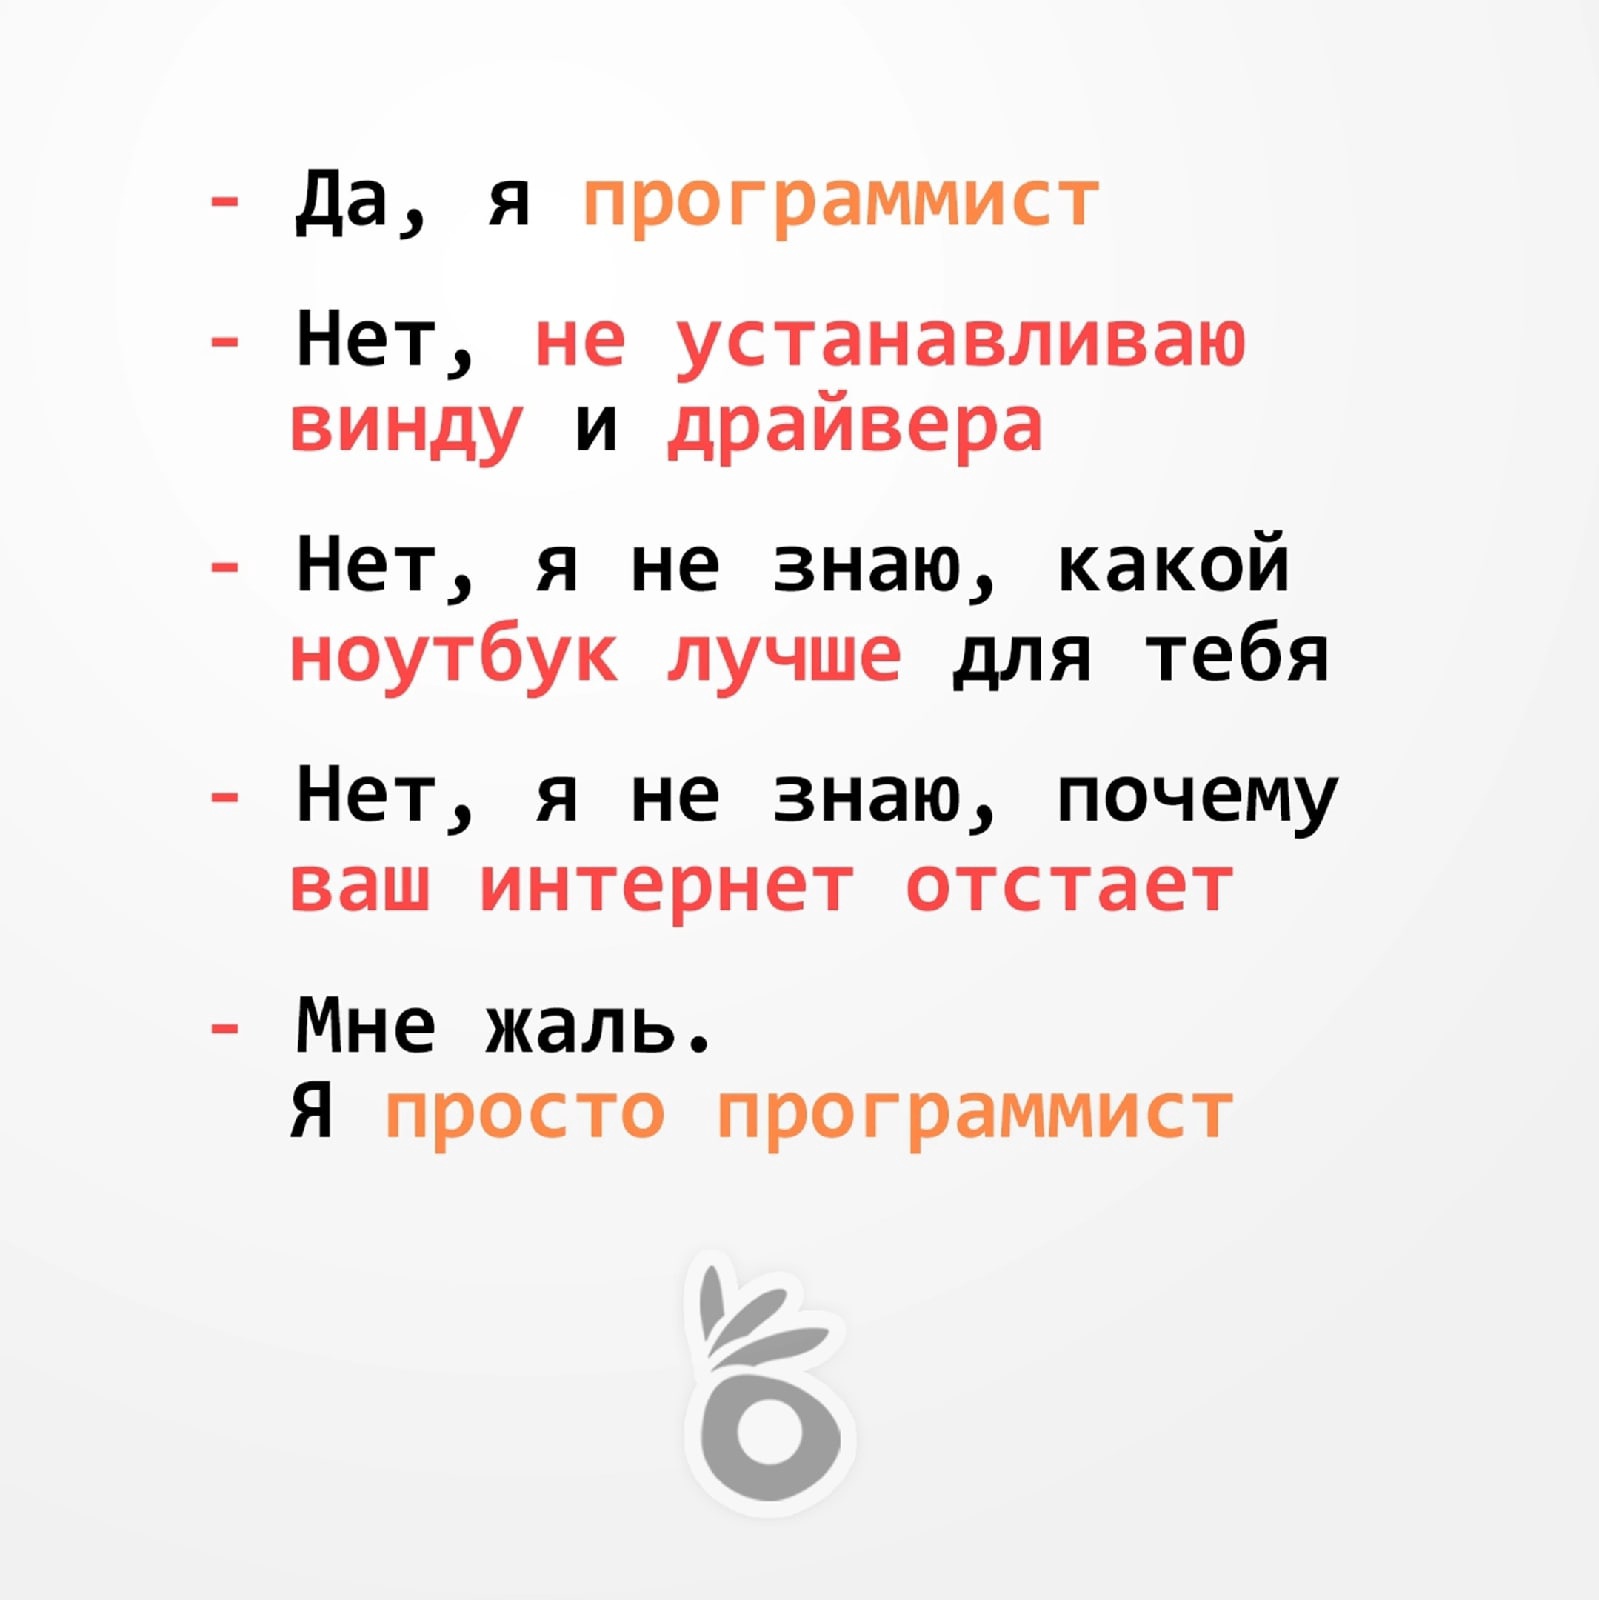 - Да, я программист
- Нет, не устанавливаю
винду и драйвера
- Нет, я не знаю, какой
ноутбук лучше для тебя
- Нет, я не знаю, почему
ваш интернет отстает
- Мне жаль.
Я просто программист